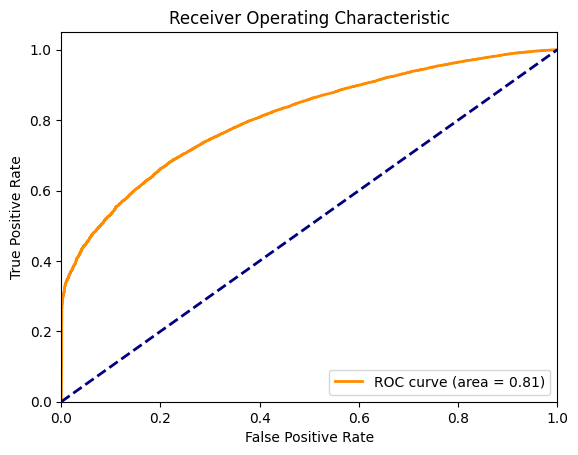 Receiver Operating Characteristic
1.0
0.8
0.6
0.4
0.2
0.0
True Positive Rate
ROC curve (area = 0.81)
0.0 0.2 0.4 0.6 0.8 1.0
False Positive Rate